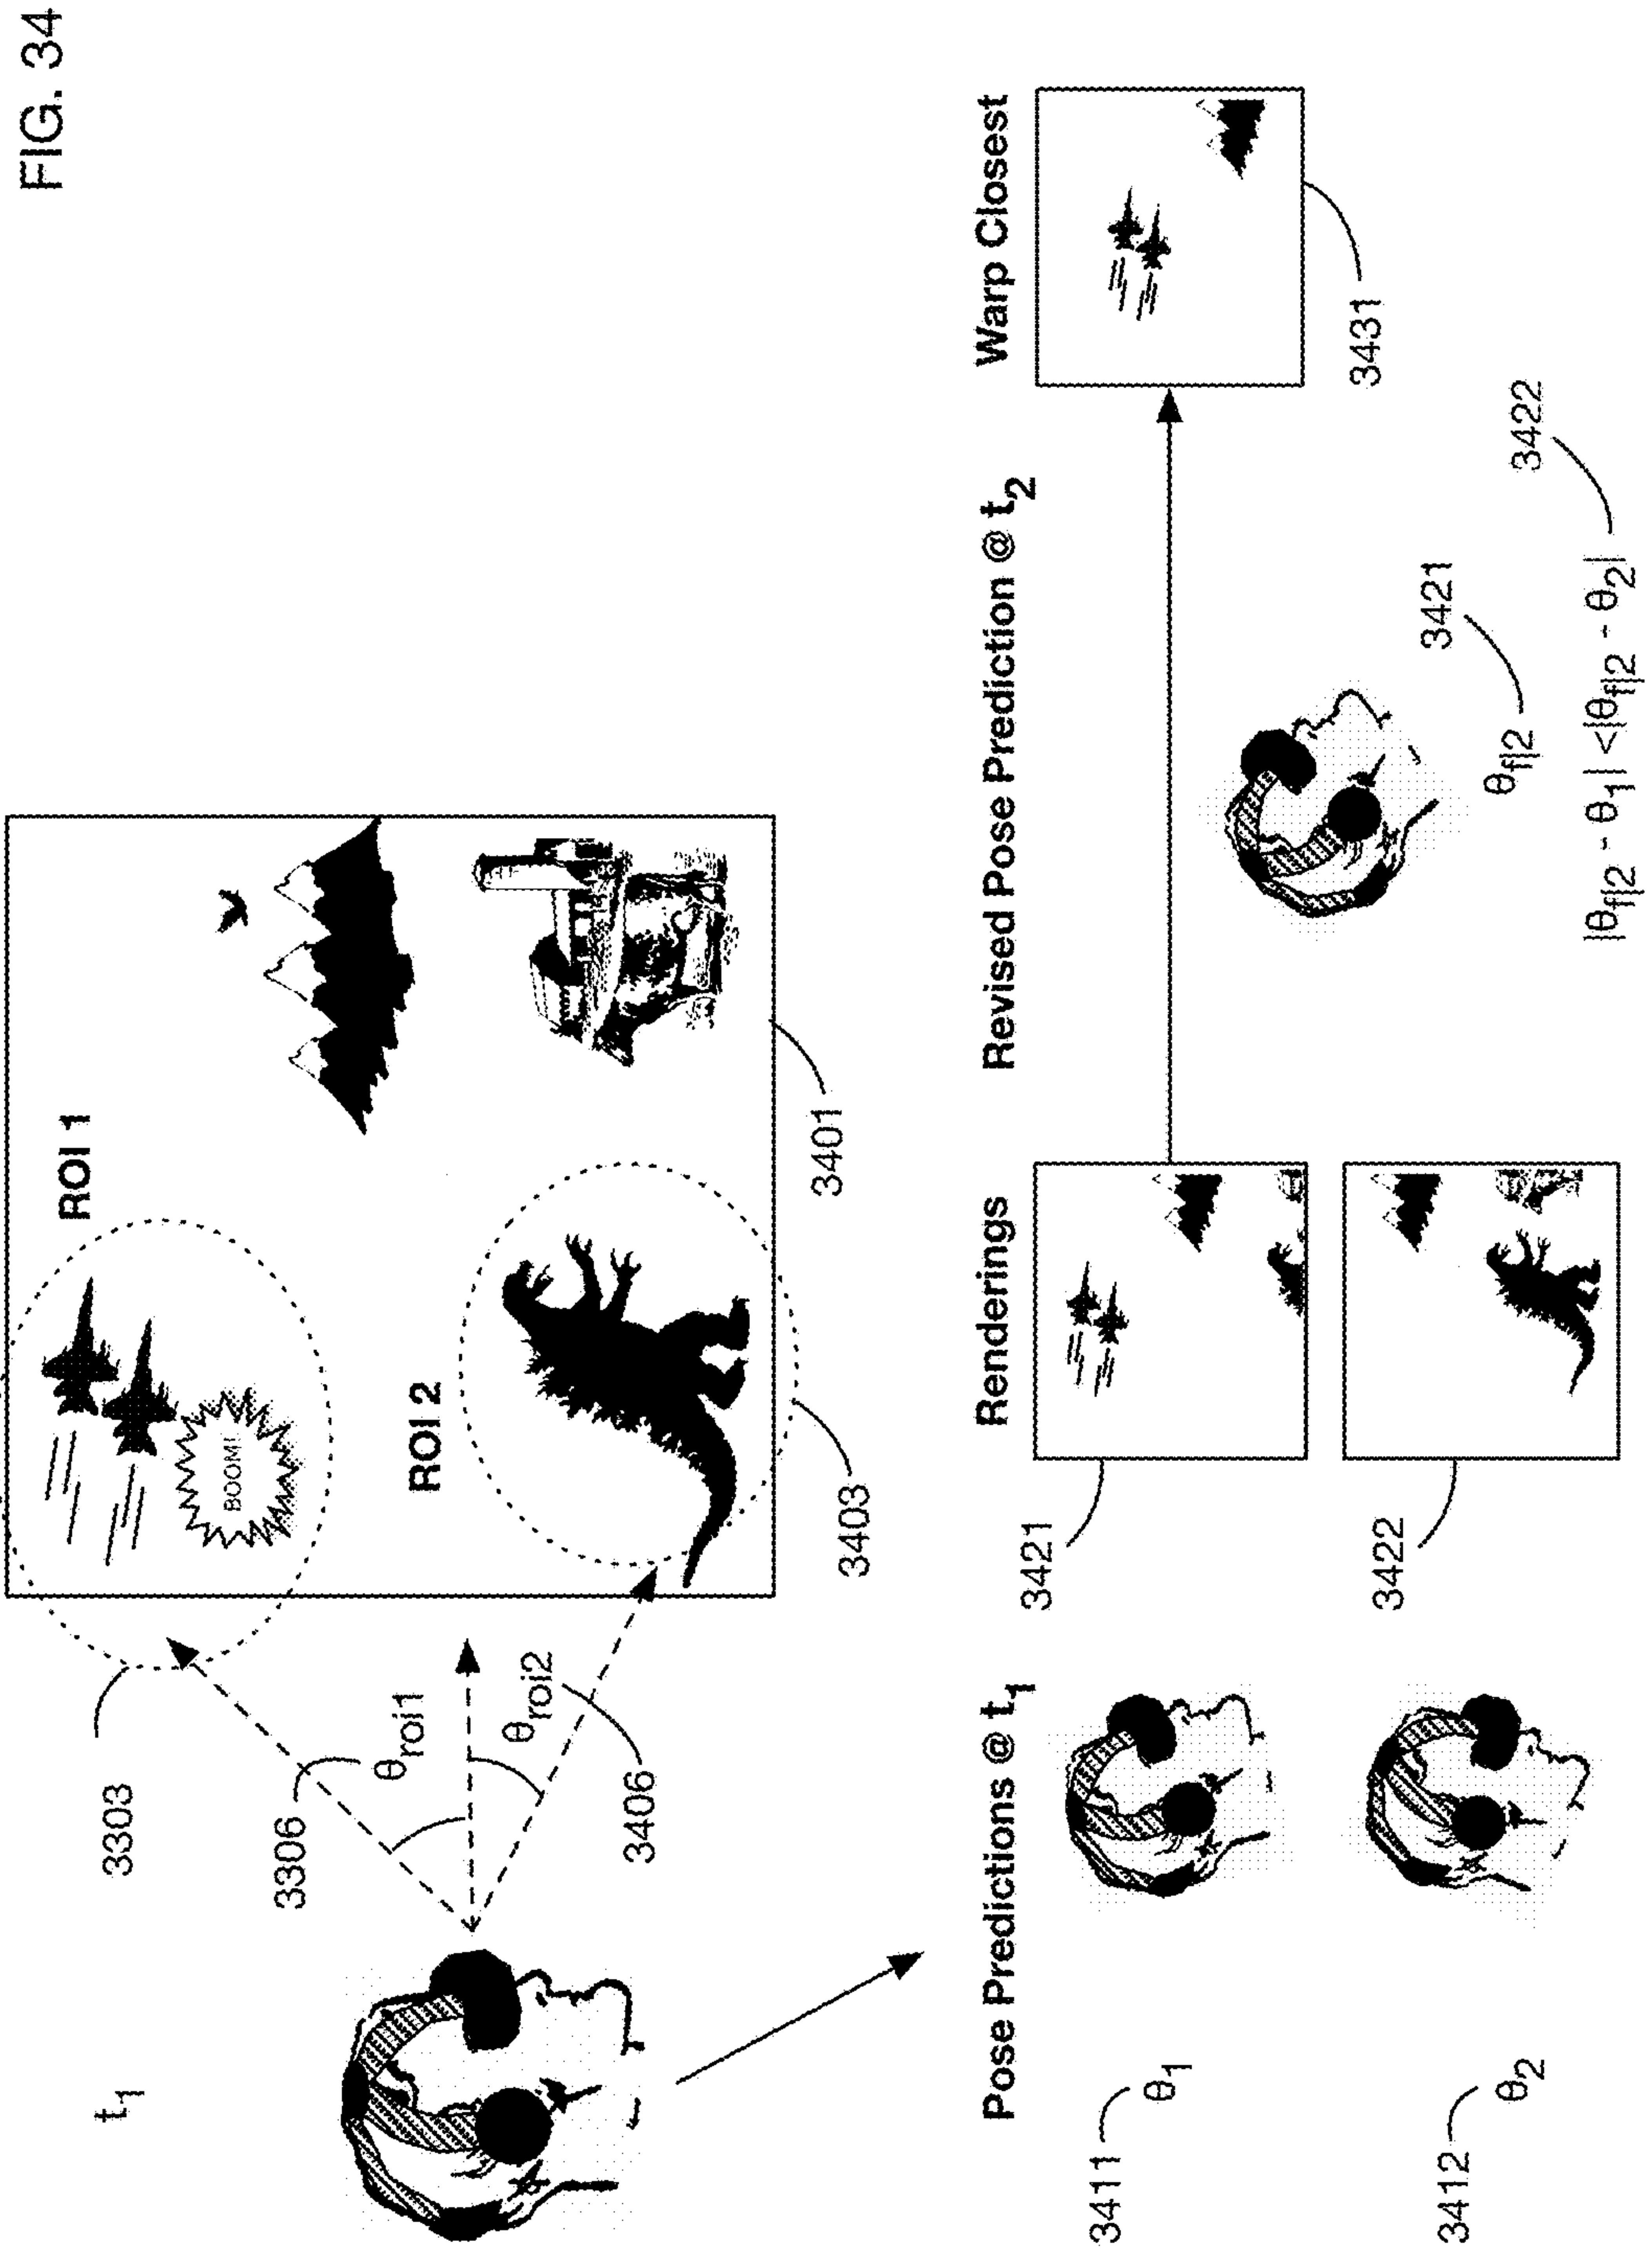 FIG. 34
t1
3303
ROI 1
BOOM!
3306
θroi1
ROI 2
θroi2
3406
3403
3401
Pose Predictions @ t1
Renderings
Revised Pose Prediction @ t2
Warp Closest
3411
θ1
3421
3431
3412
θ2
3422
θf|2
3421
|θf|2 - θ1| <|θf|2 - θ2|
3422